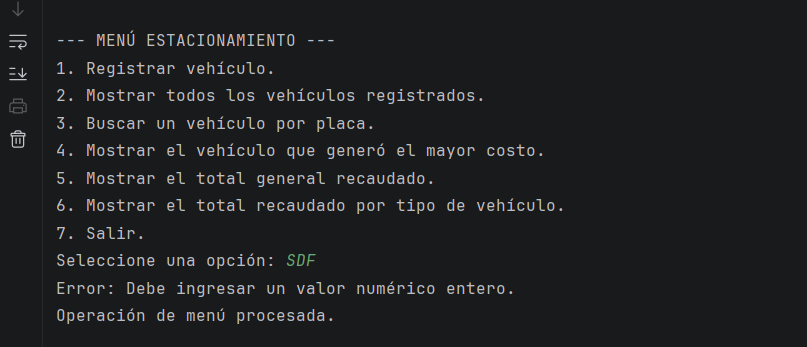 --- MENÚ ESTACIONAMIENTO ---
1. Registrar vehículo.
2. Mostrar todos los vehículos registrados.
3. Buscar un vehículo por placa.
4. Mostrar el vehículo que generó el mayor costo.
5. Mostrar el total general recaudado.
6. Mostrar el total recaudado por tipo de vehículo.
7. Salir.
Seleccione una opción: SDF
Error: Debe ingresar un valor numérico entero.
Operación de menú procesada.